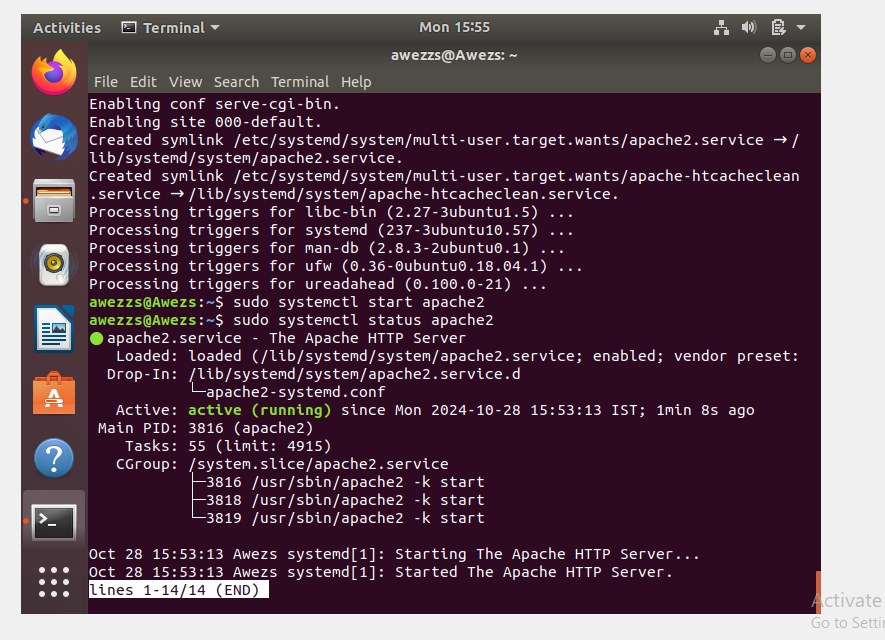 Activities Terminal Mon 15:55
awezzs@Awezs: ~
File Edit View Search Terminal Help
Enabling conf serve-cgi-bin.
Enabling site 000-default.
Created symlink /etc/systemd/system/multi-user.target.wants/apache2.service → /
lib/systemd/system/apache2.service.
Created symlink /etc/systemd/system/multi-user.target.wants/apache-htcacheclean
.service → /lib/systemd/system/apache-htcacheclean.service.
Processing triggers for libc-bin (2.27-3ubuntu1.5) ...
Processing triggers for systemd (237-3ubuntu10.57) ...
Processing triggers for man-db (2.8.3-2ubuntu0.1) ...
Processing triggers for ufw (0.36-0ubuntu0.18.04.1) ...
Processing triggers for ureadahead (0.100.0-21) ...
awezzs@Awezs:~$ sudo systemctl start apache2
awezzs@Awezs:~$ sudo systemctl status apache2
● apache2.service - The Apache HTTP Server
Loaded: loaded (/lib/systemd/system/apache2.service; enabled; vendor preset:
Drop-In: /lib/systemd/system/apache2.service.d
└─apache2-systemd.conf
Active: active (running) since Mon 2024-10-28 15:53:13 IST; 1min 8s ago
Main PID: 3816 (apache2)
Tasks: 55 (limit: 4915)
CGroup: /system.slice/apache2.service
├─3816 /usr/sbin/apache2 -k start
├─3818 /usr/sbin/apache2 -k start
└─3819 /usr/sbin/apache2 -k start
Oct 28 15:53:13 Awezs systemd[1]: Starting The Apache HTTP Server...
Oct 28 15:53:13 Awezs systemd[1]: Started The Apache HTTP Server.
lines 1-14/14 (END)
Activate
Go to Setti